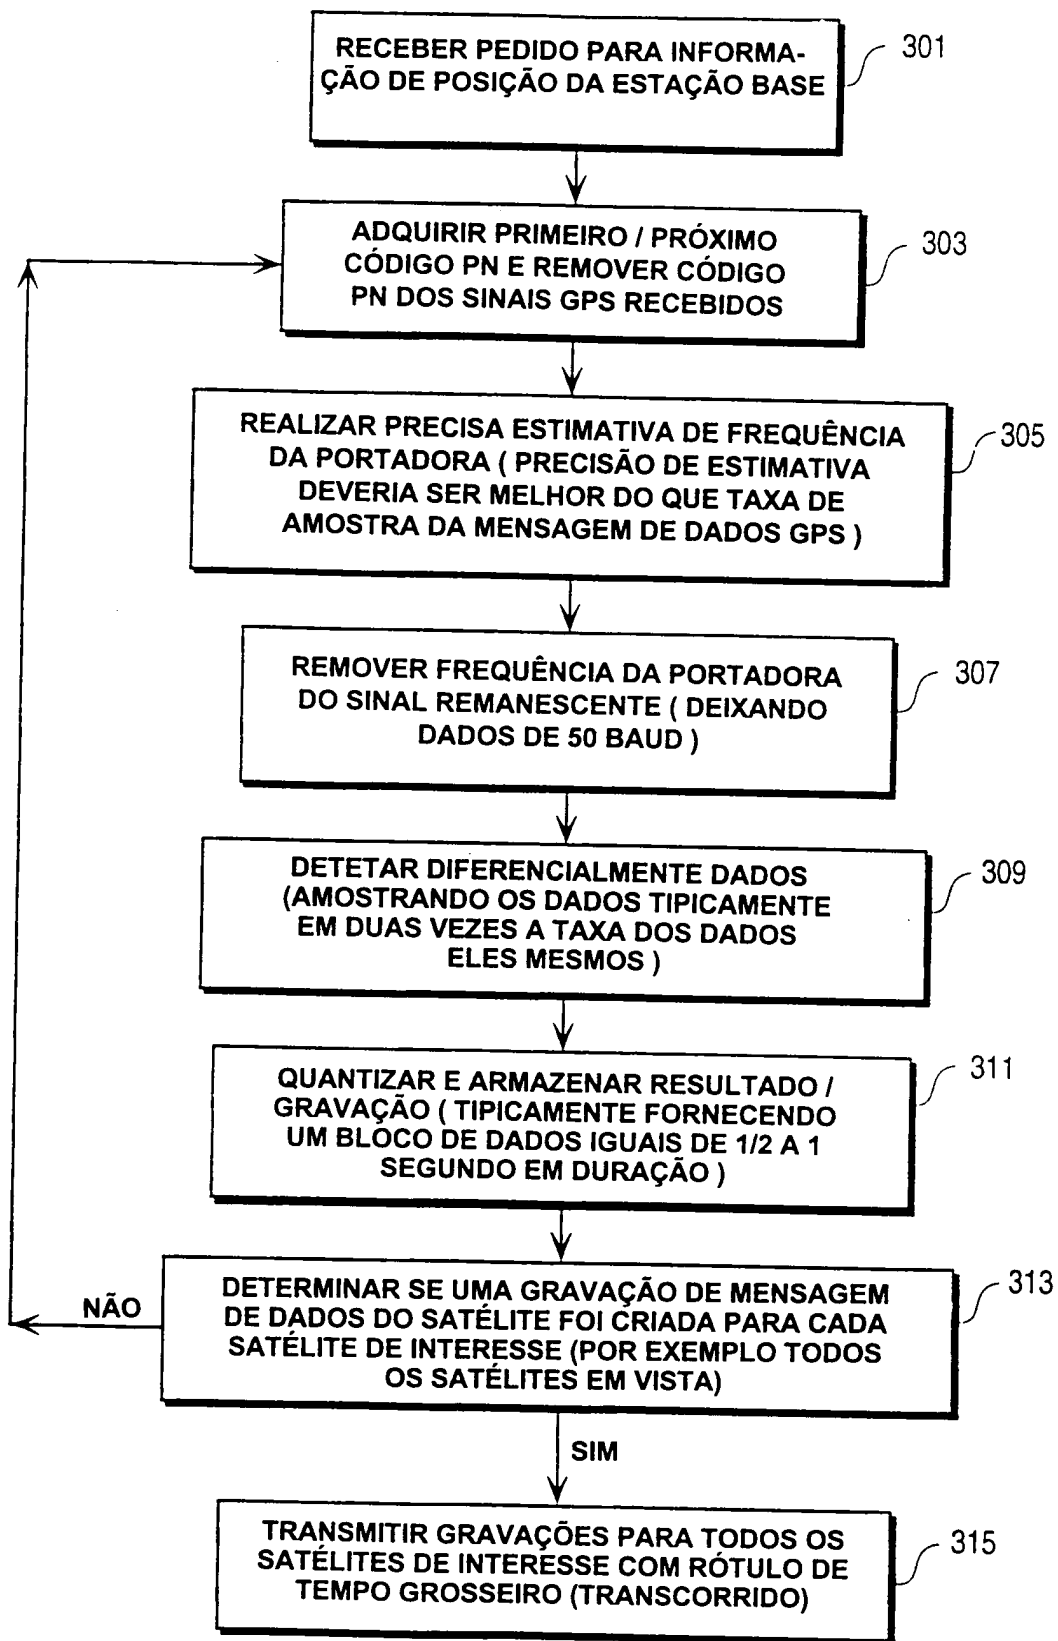 RECEBER PEDIDO PARA INFORMA-
ÇÃO DE POSIÇÃO DA ESTAÇÃO BASE
301
ADQUIRIR PRIMEIRO / PRÓXIMO
CÓDIGO PN E REMOVER CÓDIGO
PN DOS SINAIS GPS RECEBIDOS
303
REALIZAR PRECISA ESTIMATIVA DE FREQUÊNCIA
DA PORTADORA ( PRECISÃO DE ESTIMATIVA
DEVERIA SER MELHOR DO QUE TAXA DE
AMOSTRA DA MENSAGEM DE DADOS GPS )
305
REMOVER FREQUÊNCIA DA PORTADORA
DO SINAL REMANESCENTE ( DEIXANDO
DADOS DE 50 BAUD )
307
DETETAR DIFERENCIALMENTE DADOS
(AMOSTRANDO OS DADOS TIPICAMENTE
EM DUAS VEZES A TAXA DOS DADOS
ELES MESMOS )
309
QUANTIZAR E ARMAZENAR RESULTADO /
GRAVAÇÃO ( TIPICAMENTE FORNECENDO
UM BLOCO DE DADOS IGUAIS DE 1/2 A 1
SEGUNDO EM DURAÇÃO )
311
DETERMINAR SE UMA GRAVAÇÃO DE MENSAGEM
DE DADOS DO SATÉLITE FOI CRIADA PARA CADA
SATÉLITE DE INTERESSE (POR EXEMPLO TODOS
OS SATÉLITES EM VISTA)
313
NÃO
SIM
TRANSMITIR GRAVAÇÕES PARA TODOS OS
SATÉLITES DE INTERESSE COM RÓTULO DE
TEMPO GROSSEIRO (TRANSCORRIDO)
315